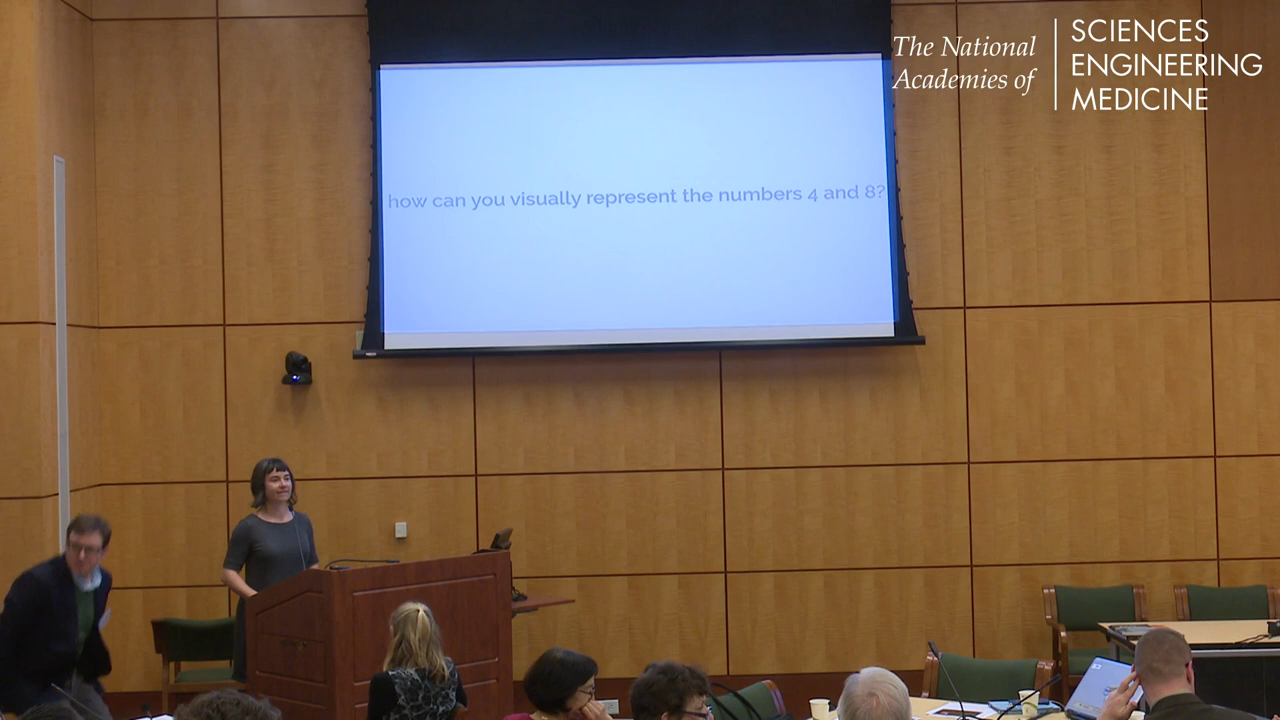 The National
Academies of
SCIENCES
ENGINEERING
MEDICINE
how can you visually represent the numbers 4 and 8?